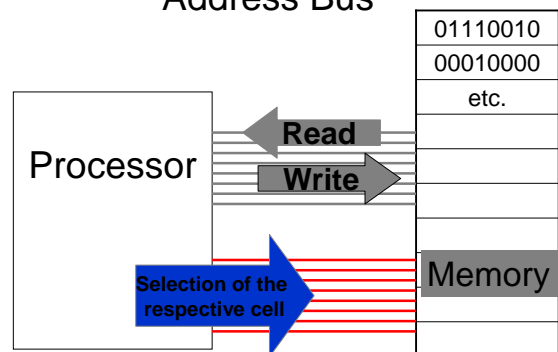 Address Bus
01110010
00010000
etc.
Read
Processor
Write
Selection of the
respective cell
Memory